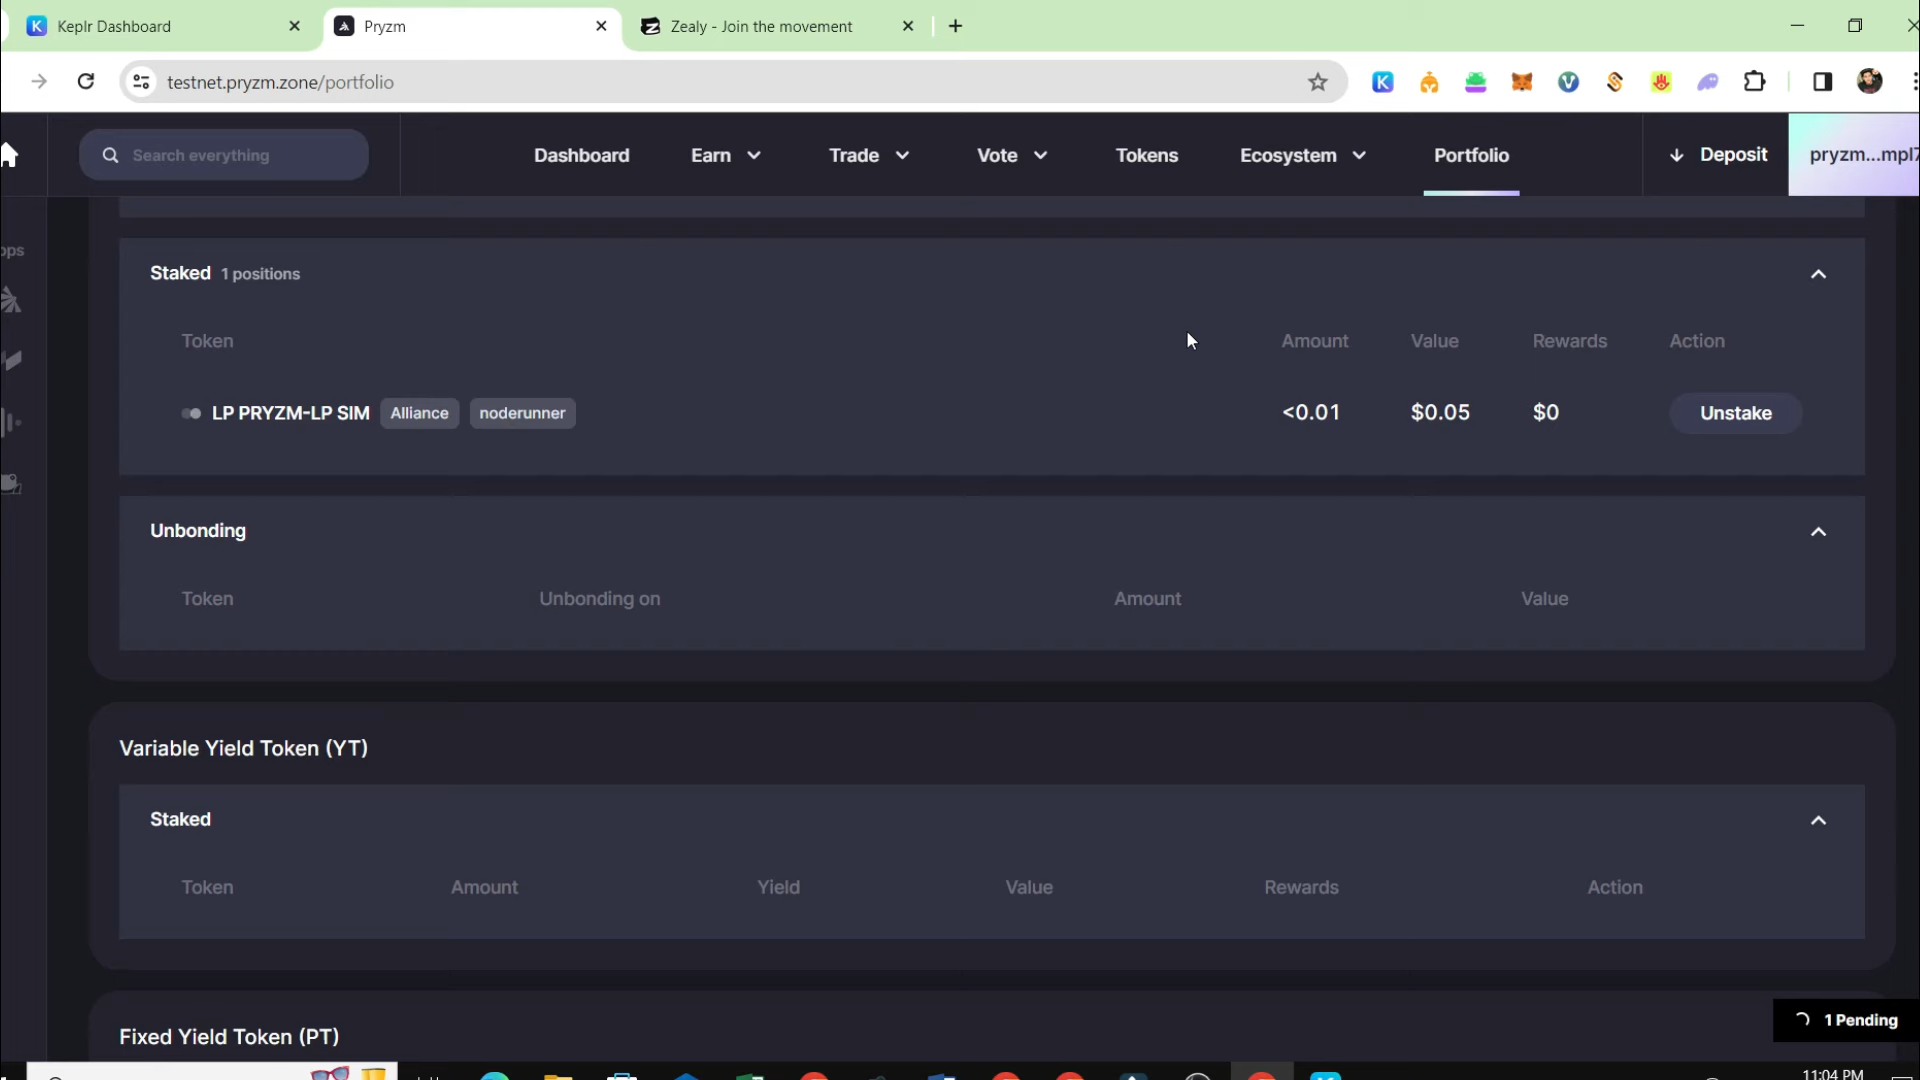 Keplr Dashboard
Pryzm
Zealy - Join the movement
testnet.pryzm.zone/portfolio
Search everything
Dashboard
Earn
Trade
Vote
Tokens
Ecosystem
Portfolio
Deposit
pryzm...mpl7
ops
Staked 1 positions
Token Amount Value Rewards Action
LP PRYZM-LP SIM Alliance noderunner <0.01 $0.05 $0 Unstake
Unbonding
Token Unbonding on Amount Value
Variable Yield Token (YT)
Staked
Token Amount Yield Value Rewards Action
Fixed Yield Token (PT)
1 Pending
11:04 PM